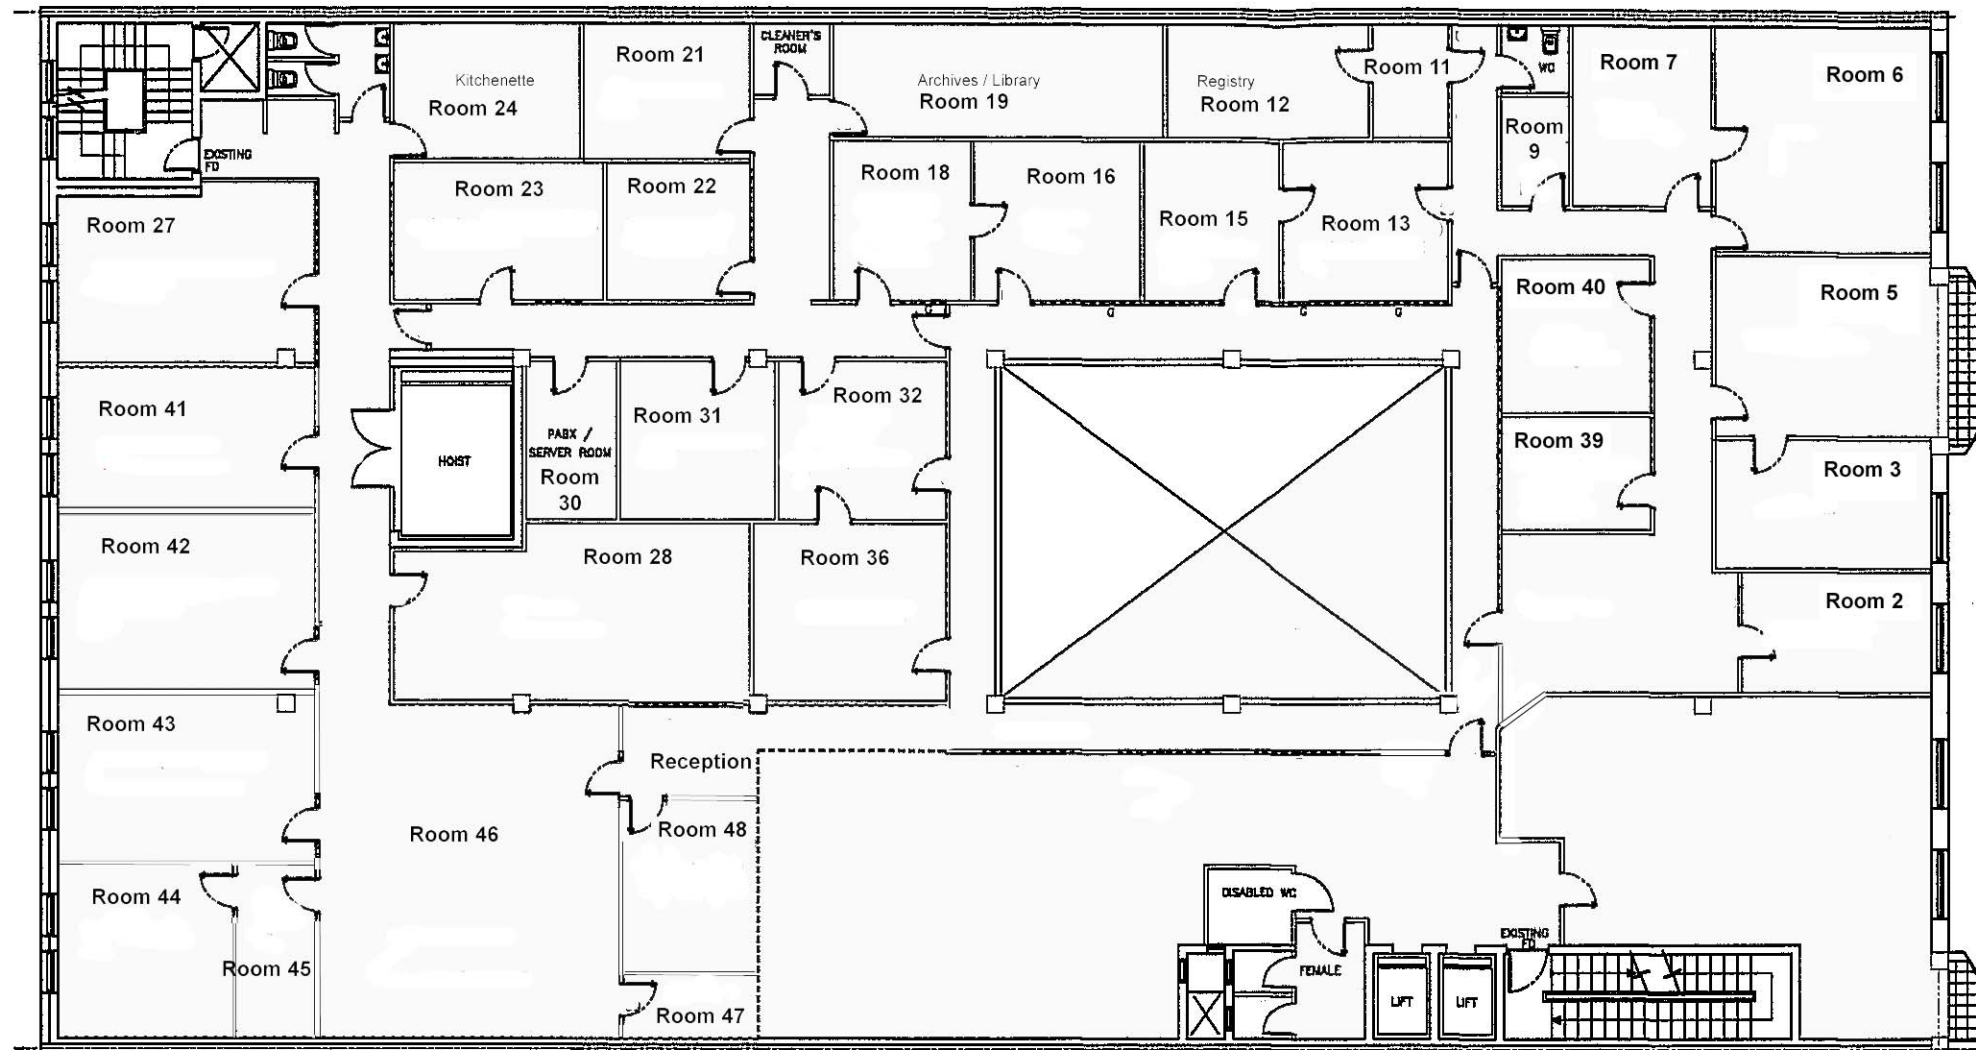 CLEANER'S
ROOM
Room 21
Kitchenette
Room 24
Archives / Library
Room 19
Registry
Room 12
Room 11
WC
Room 7
Room 6
EXISTING
FD
Room
9
Room 23
Room 22
Room 18
Room 16
Room 15
Room 13
Room 27
Room 40
Room 5
G
G
G
G
Room 41
HOIST
PABX /
SERVER ROOM
Room
30
Room 31
Room 32
Room 39
Room 3
Room 42
Room 28
Room 36
Room 2
Room 43
Reception
Room 46
Room 48
Room 44
Room 45
Room 47
DISABLED WC
FEMALE
LIFT
LIFT
EXISTING
FD